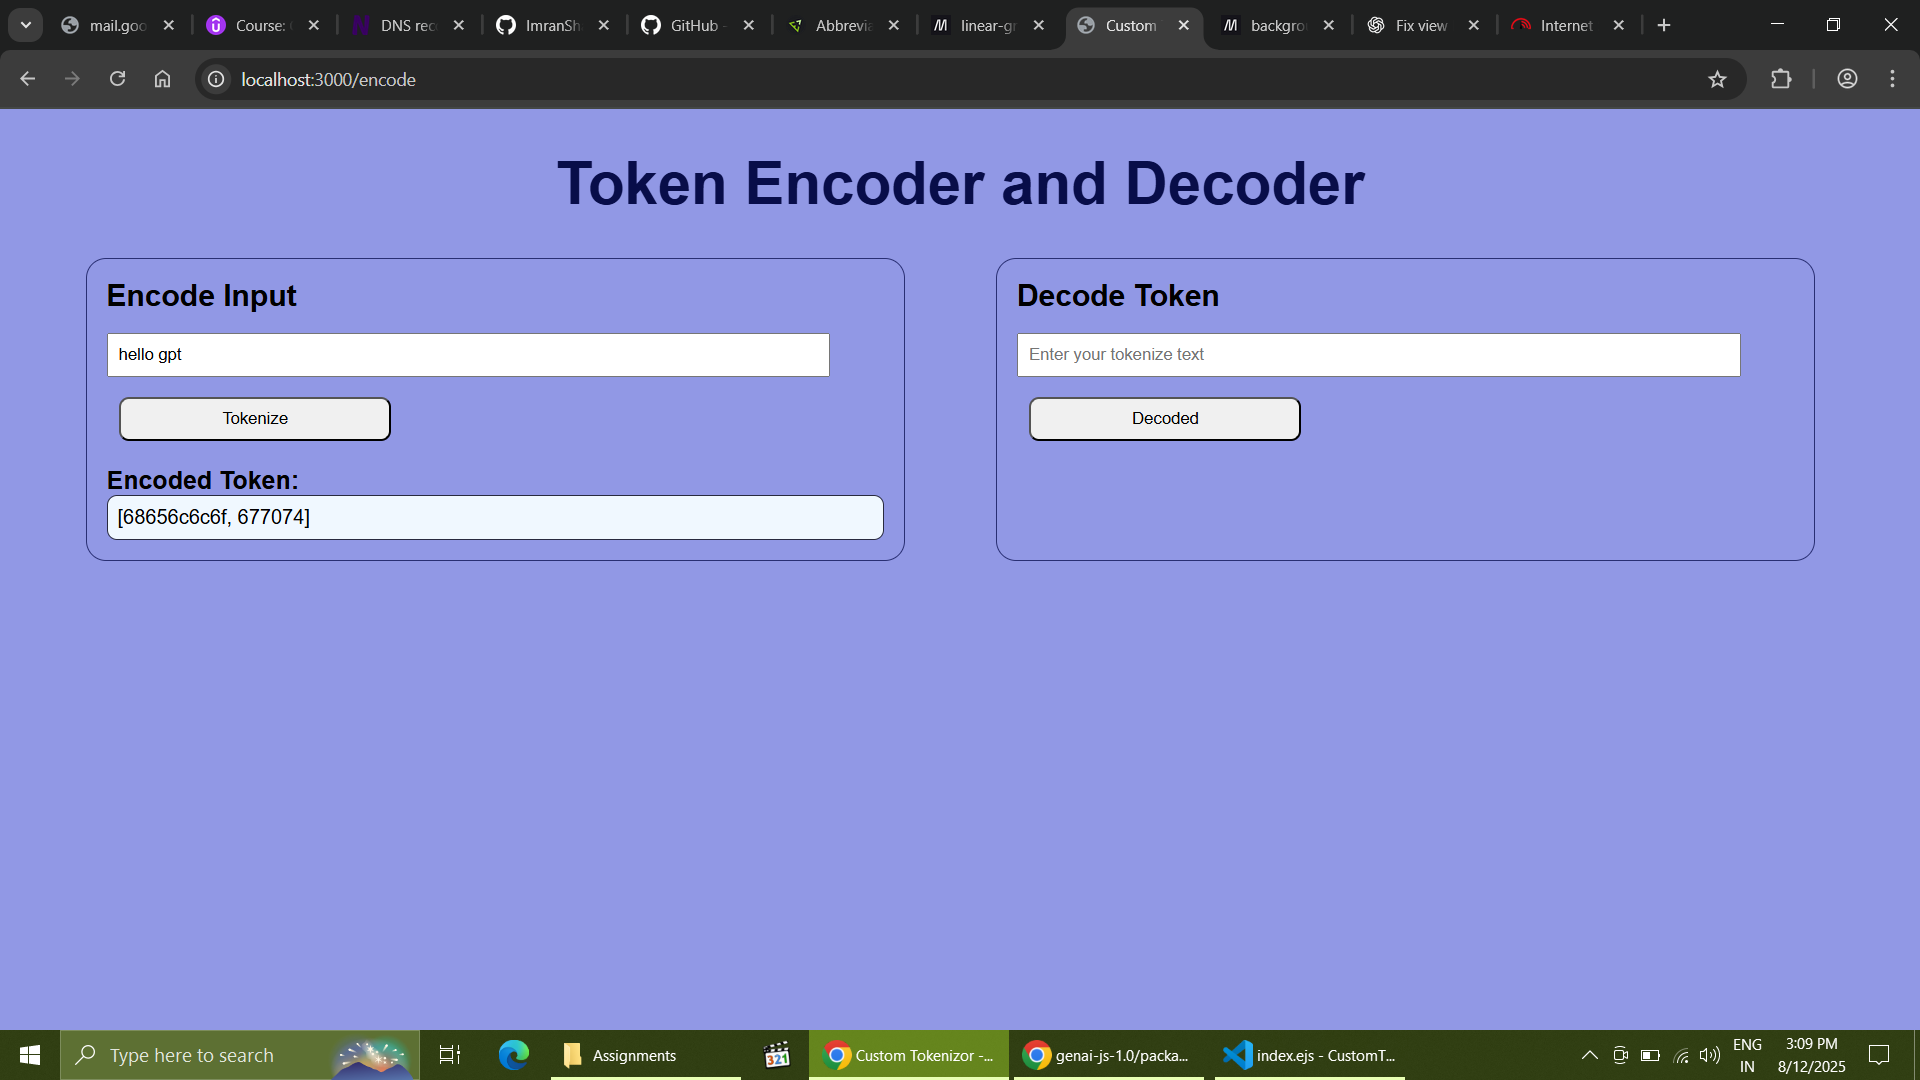 mail.goo
Course:
DNS rec
ImranSh
GitHub -
Abbrevia
linear-gr
Custom
backgro
Fix view
Internet
localhost:3000/encode
Token Encoder and Decoder
Encode Input
hello gpt
Tokenize
Encoded Token:
[68656c6c6f, 677074]
Decode Token
Enter your tokenize text
Decoded
Type here to search
Assignments
321
Custom Tokenizor -...
genai-js-1.0/packa...
index.ejs - CustomT...
ENG
IN
3:09 PM
8/12/2025